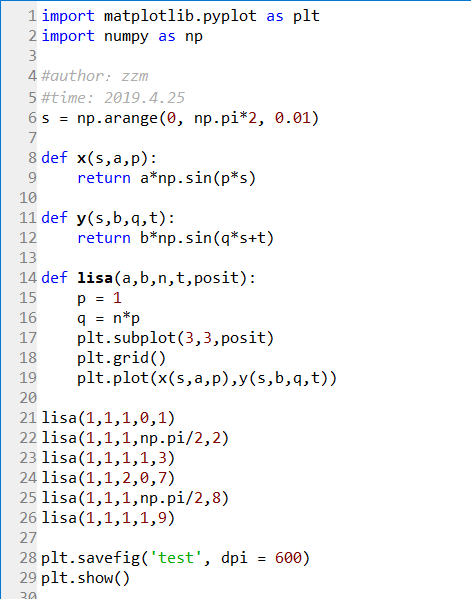 1 import matplotlib.pyplot as plt
2 import numpy as np
3
4 #author: zzm
5 #time: 2019.4.25
6 s = np.arange(0, np.pi*2, 0.01)
7
8 def x(s,a,p):
9     return a*np.sin(p*s)
10
11 def y(s,b,q,t):
12     return b*np.sin(q*s+t)
13
14 def lisa(a,b,n,t,posit):
15     p = 1
16     q = n*p
17     plt.subplot(3,3,posit)
18     plt.grid()
19     plt.plot(x(s,a,p),y(s,b,q,t))
20
21 lisa(1,1,1,0,1)
22 lisa(1,1,1,np.pi/2,2)
23 lisa(1,1,1,1,3)
24 lisa(1,1,2,0,7)
25 lisa(1,1,1,np.pi/2,8)
26 lisa(1,1,1,1,9)
27
28 plt.savefig('test', dpi = 600)
29 plt.show()
30